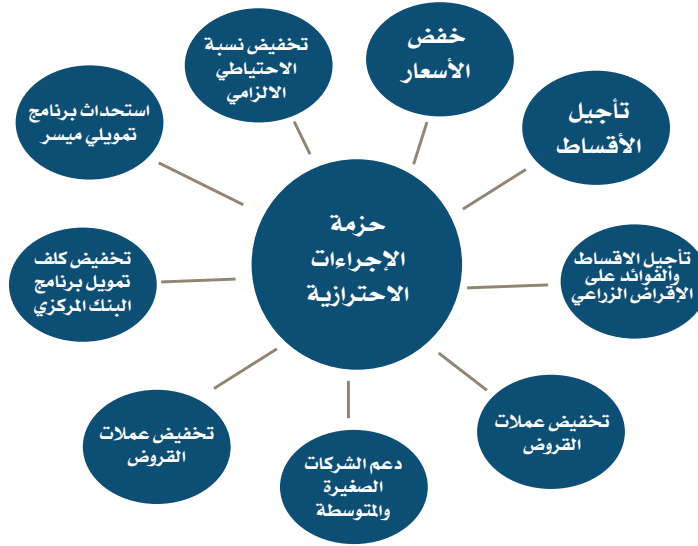 حزمة
الإجراءات
الاحترازية
خفض
الأسعار
تأجيل
الأقساط
تأجيل الاقساط
والفوائد على
الإقراض الزراعي
تخفيض عملات
القروض
دعم الشركات
الصغيرة
والمتوسطة
تخفيض عملات
القروض
تخفيض كلف
تمويل برنامج
البنك المركزي
استحداث برنامج
تمويلي ميسر
تخفيض نسبة
الاحتياطي
الالزامي